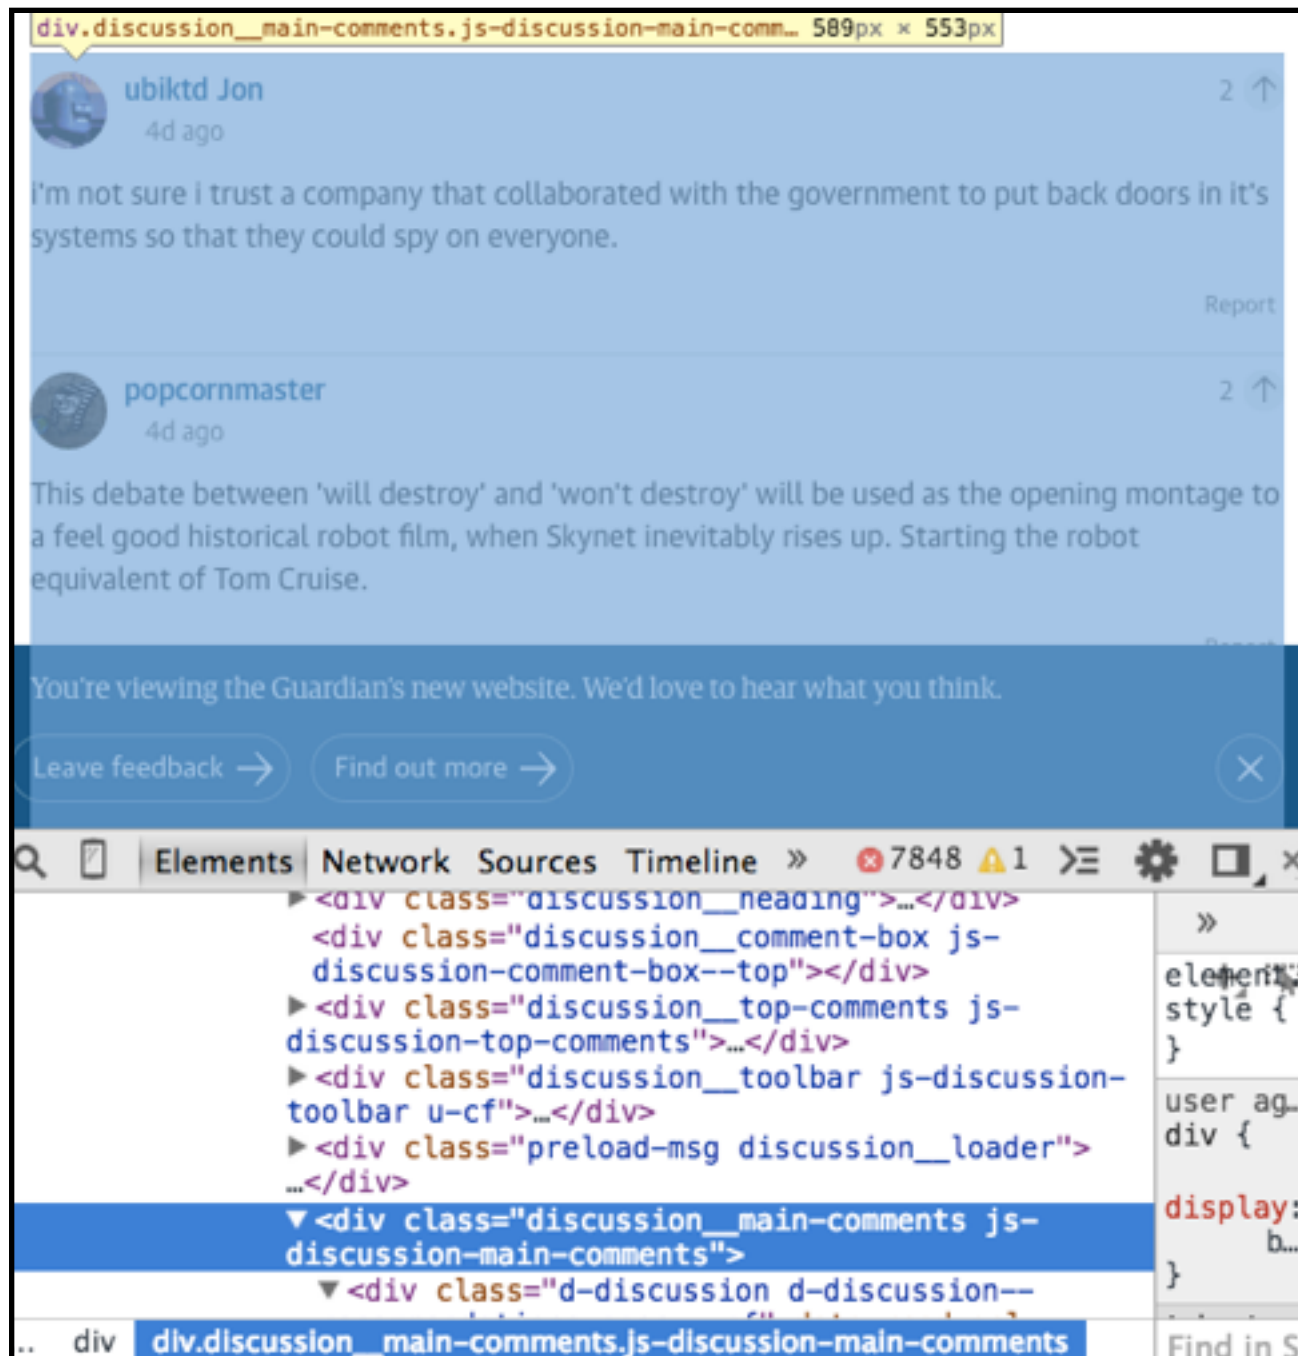 div.discussion__main-comments.js-discussion-main-comm… 589px × 553px
ubiktd Jon
2
4d ago
i'm not sure i trust a company that collaborated with the government to put back doors in it's
systems so that they could spy on everyone.
Report
popcornmaster
2
4d ago
This debate between 'will destroy' and 'won't destroy' will be used as the opening montage to
a feel good historical robot film, when Skynet inevitably rises up. Starting the robot
equivalent of Tom Cruise.
You're viewing the Guardian's new website. We'd love to hear what you think.
Leave feedback → Find out more →
Elements Network Sources Timeline » 7848 1
<div class="discussion__heading">…</div>
<div class="discussion__comment-box js-
discussion-comment-box--top"></div>
<div class="discussion__top-comments js-
discussion-top-comments">…</div>
<div class="discussion__toolbar js-discussion-
toolbar u-cf">…</div>
<div class="preload-msg discussion__loader">
…</div>
<div class="discussion__main-comments js-
discussion-main-comments">
<div class="d-discussion d-discussion--
.. div div.discussion__main-comments.js-discussion-main-comments
»
element.
style {
}
user ag…
div {
display:
b…
}
Find in S